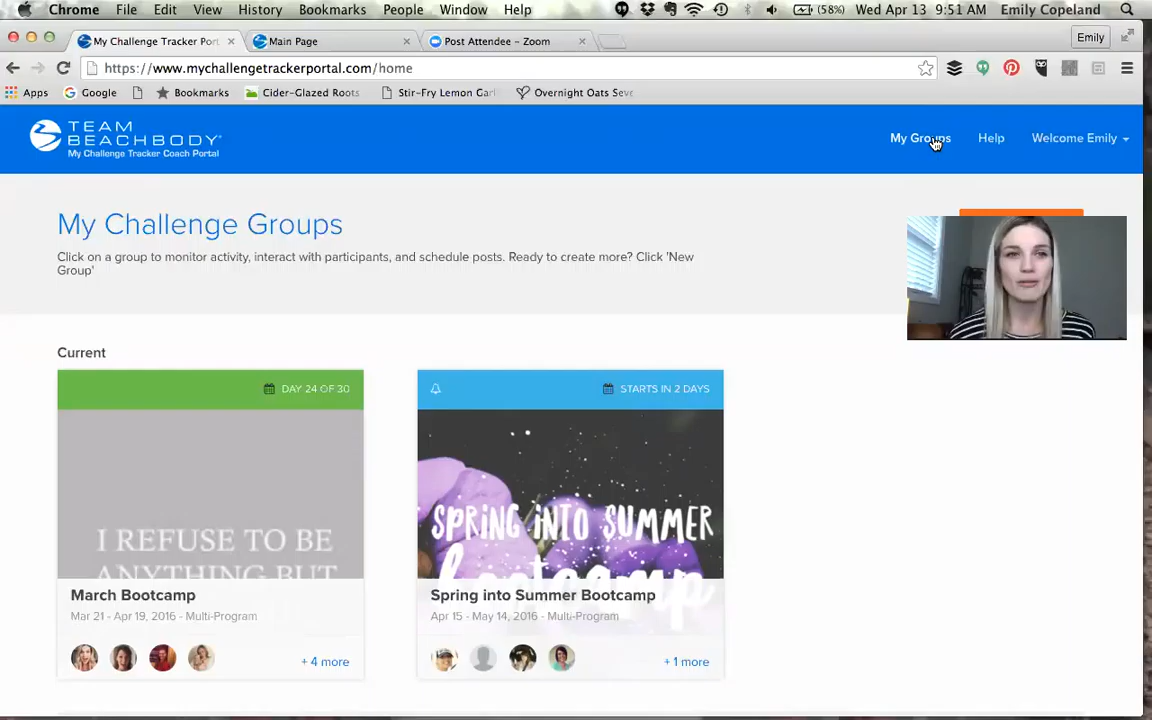 Chrome File Edit View History Bookmarks People Window Help (58%) Wed Apr 13 9:51 AM Emily Copeland
My Challenge Tracker Por Main Page Post Attendee – Zoom Emily
https://www.mychallengetrackerportal.com/home
Apps Google Bookmarks Cider-Glazed Roots Stir-Fry Lemon Garl Overnight Oats Seve
TEAM
BEACHBODY
My Challenge Tracker Coach Portal
My Groups Help Welcome Emily
My Challenge Groups
Click on a group to monitor activity, interact with participants, and schedule posts. Ready to create more? Click 'New
Group'
Current
DAY 24 OF 30
STARTS IN 2 DAYS
I REFUSE TO BE
ANYTHING BUT
SPRING INTO SUMMER
bootcamp
March Bootcamp
Mar 21 - Apr 19, 2016 - Multi-Program
+ 4 more
Spring into Summer Bootcamp
Apr 15 - May 14, 2016 - Multi-Program
+ 1 more